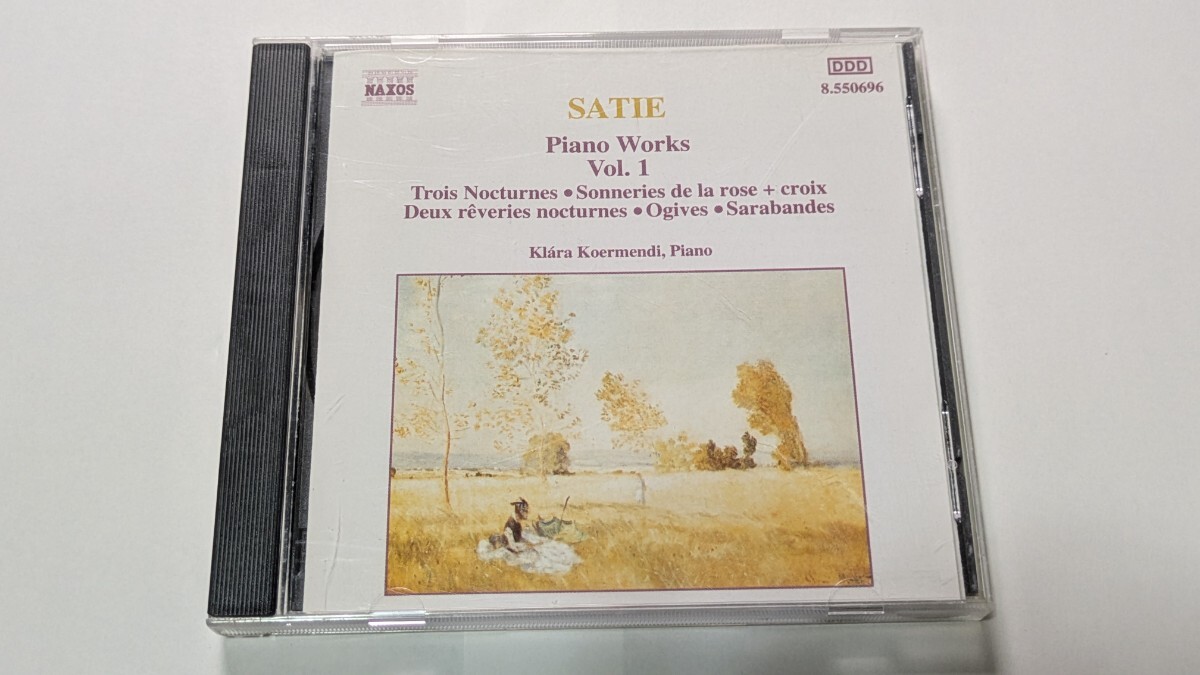 NAXOS
DDD
8.550696
SATIE
Piano Works
Vol. 1
Trois Nocturnes • Sonneries de la rose + croix
Deux rêveries nocturnes • Ogives • Sarabandes
Klára Koermendi, Piano